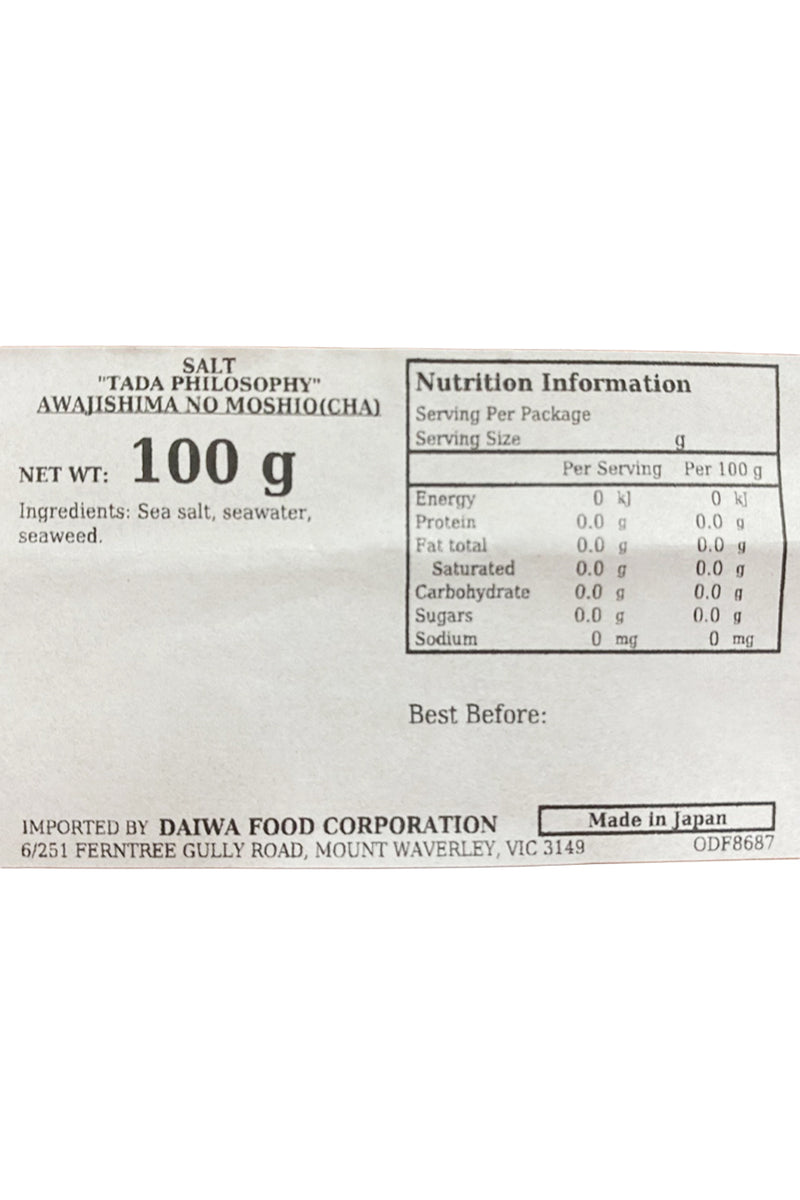 SALT
"TADA PHILOSOPHY"
AWAJISHIMA NO MOSHIO(CHA)
NET WT: 100 g
Ingredients: Sea salt, seawater,
seaweed.
Nutrition Information
Serving Per Package
Serving Size g
Per Serving Per 100 g
Energy 0 kJ 0 kJ
Protein 0.0 g 0.0 g
Fat total 0.0 g 0.0 g
Saturated 0.0 g 0.0 g
Carbohydrate 0.0 g 0.0 g
Sugars 0.0 g 0.0 g
Sodium 0 mg 0 mg
Best Before:
IMPORTED BY DAIWA FOOD CORPORATION
6/251 FERNTREE GULLY ROAD, MOUNT WAVERLEY, VIC 3149
Made in Japan
ODF8687